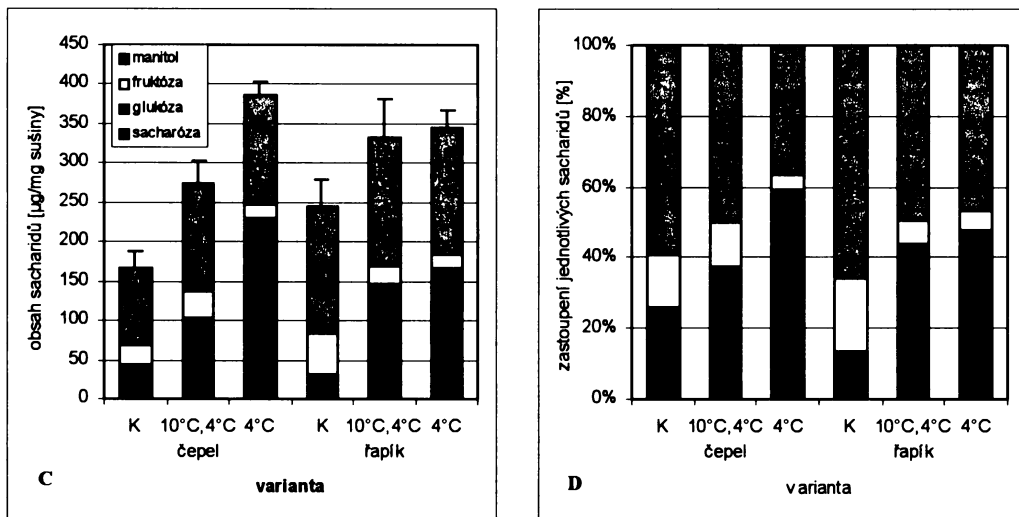 450
400
350
300
250
200
150
100
50
0
obsah sacharidů [µg/mg sušiny]
manitol
fruktóza
glukóza
sacharóza
K 10°C, 4°C 4°C K 10°C, 4°C 4°C
čepel řapík
C varianta
100%
80%
60%
40%
20%
0%
zastoupení jednotlivých sacharidů [%]
K 10°C, 4°C 4°C K 10°C, 4°C 4°C
čepel řapík
D varianta